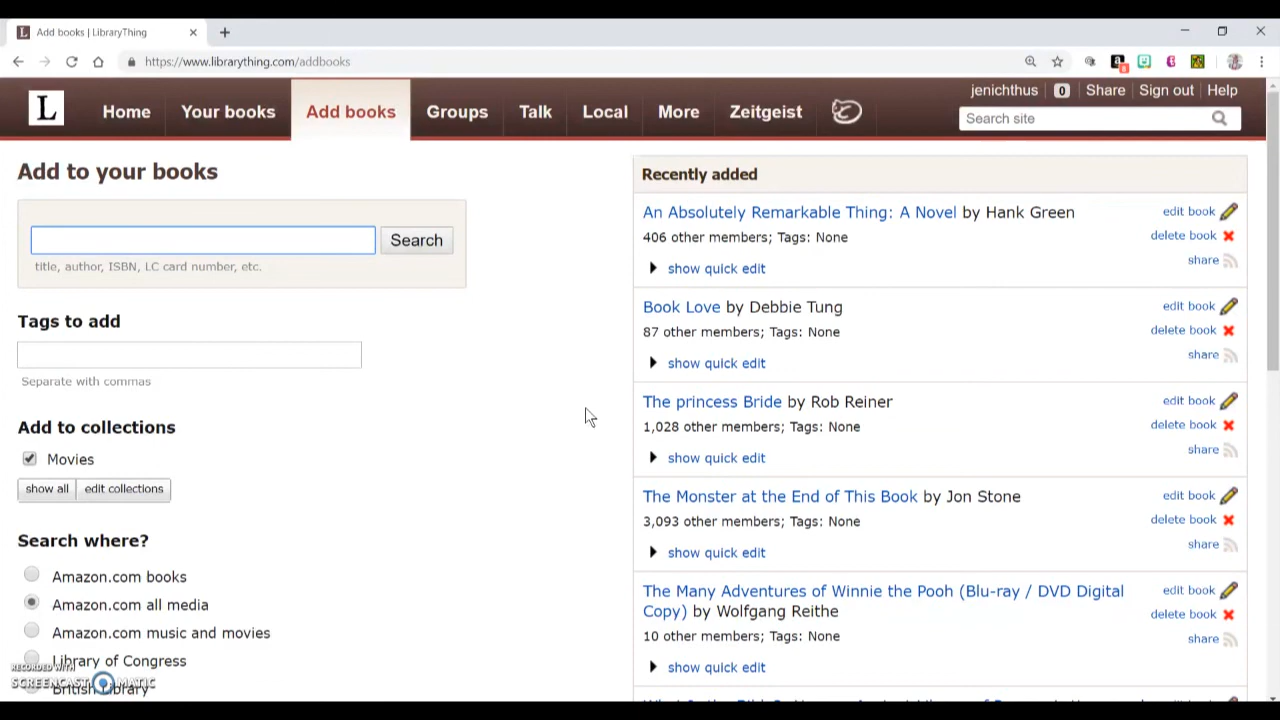 Add books | LibraryThing
https://www.librarything.com/addbooks
L
Home
Your books
Add books
Groups
Talk
Local
More
Zeitgeist
jenichthus
0
Share
Sign out
Help
Search site
Add to your books
Search
title, author, ISBN, LC card number, etc.
Tags to add
Separate with commas
Add to collections
Movies
show all
edit collections
Search where?
Amazon.com books
Amazon.com all media
Amazon.com music and movies
Library of Congress
British Library
RECORDED WITH
SCREENCAST MATIC
Recently added
An Absolutely Remarkable Thing: A Novel by Hank Green
406 other members; Tags: None
show quick edit
edit book
delete book
share
Book Love by Debbie Tung
87 other members; Tags: None
show quick edit
edit book
delete book
share
The princess Bride by Rob Reiner
1,028 other members; Tags: None
show quick edit
edit book
delete book
share
The Monster at the End of This Book by Jon Stone
3,093 other members; Tags: None
show quick edit
edit book
delete book
share
The Many Adventures of Winnie the Pooh (Blu-ray / DVD Digital
Copy) by Wolfgang Reithe
10 other members; Tags: None
show quick edit
edit book
delete book
share